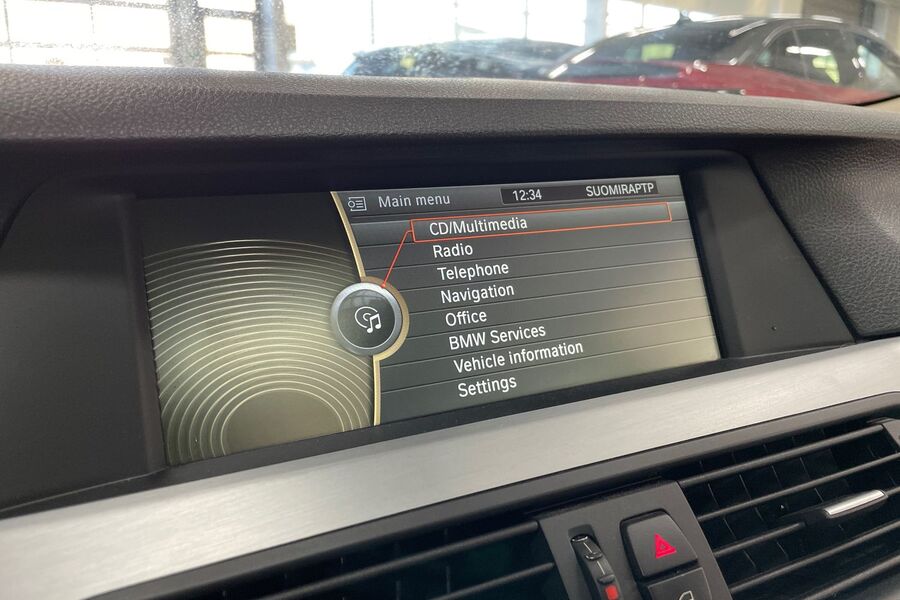 Main menu 12:34 SUOMIRAPTP
CD/Multimedia
Radio
Telephone
Navigation
Office
BMW Services
Vehicle information
Settings